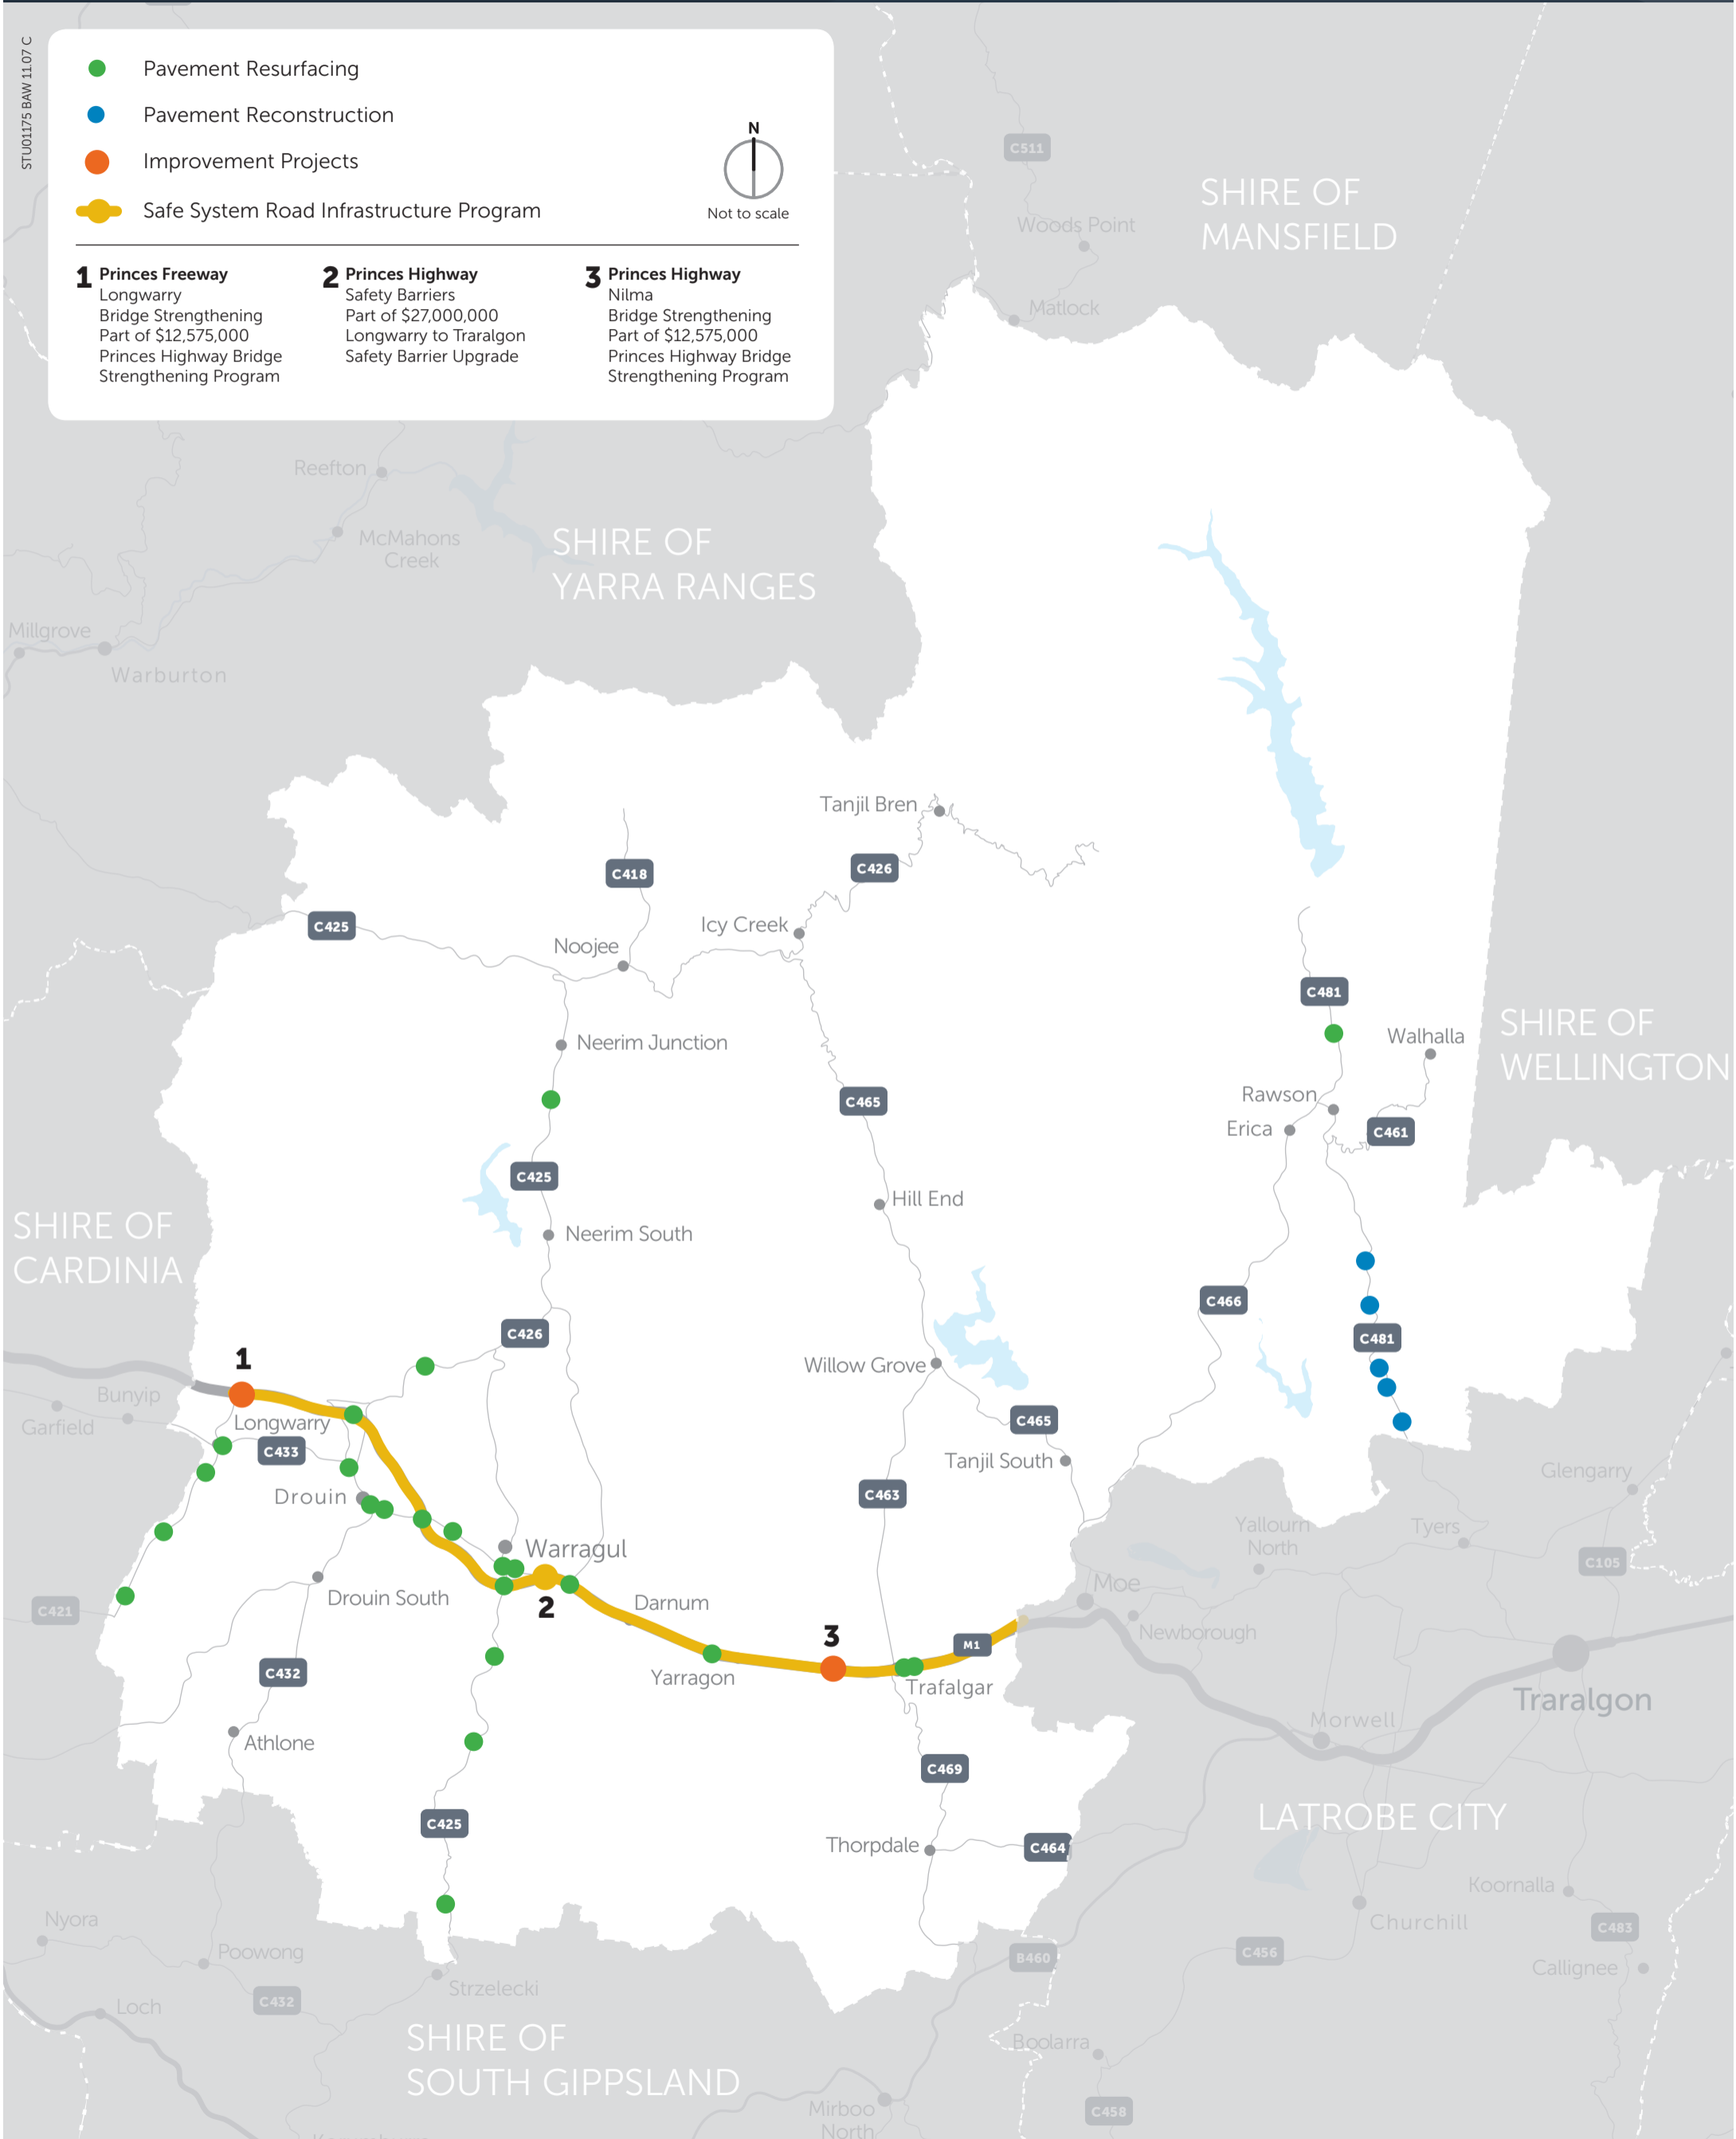 STU01175 BAW 11.07 C
Pavement Resurfacing
Pavement Reconstruction
Improvement Projects
Safe System Road Infrastructure Program
N
Not to scale
1 Princes Freeway
Longwarry
Bridge Strengthening
Part of $12,575,000
Princes Highway Bridge
Strengthening Program
2 Princes Highway
Safety Barriers
Part of $27,000,000
Longwarry to Traralgon
Safety Barrier Upgrade
3 Princes Highway
Nilma
Bridge Strengthening
Part of $12,575,000
Princes Highway Bridge
Strengthening Program
C511
SHIRE OF
MANSFIELD
Woods Point
Matlock
Reefton
McMahons
Creek
SHIRE OF
YARRA RANGES
Millgrove
Warburton
Tanjil Bren
C426
C418
C425
Icy Creek
Noojee
C481
SHIRE OF
WELLINGTON
Walhalla
Neerim Junction
Rawson
C465
Erica
C461
C425
Hill End
SHIRE OF
CARDINIA
Neerim South
C466
C426
C481
1
Willow Grove
Bunyip
Garfield
Longwarry
C433
C465
Tanjil South
Glengarry
Drouin
C463
Yallourn
North
Tyers
Warragul
C105
Moe
Drouin South
C421
2
Darnum
Newborough
3
M1
C432
Yarragon
Trafalgar
Traralgon
Morwell
Athlone
C469
LATROBE CITY
C425
Thorpdale
C464
Koornalla
Nyora
Churchill
C483
Poowong
C456
B460
Callignee
Strzelecki
C432
Loch
SHIRE OF
SOUTH GIPPSLAND
Boolarra
Mirboo
North
C458